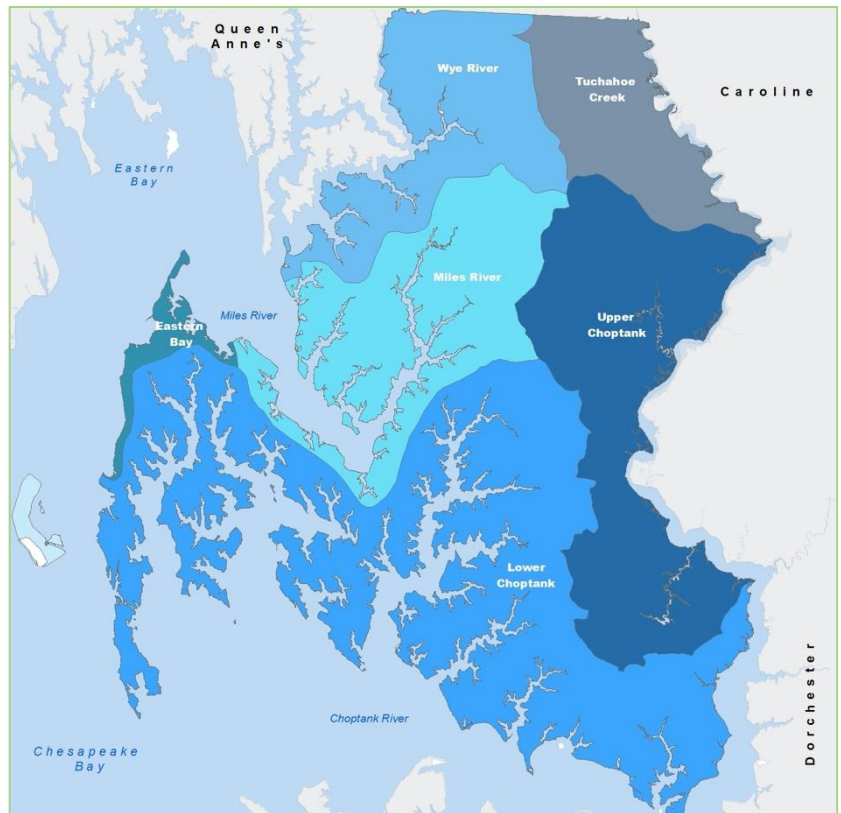 Queen
Anne's
Wye River
Tuchahoe
Creek
Caroline
Eastern
Bay
Miles River
Miles River
Eastern
Bay
Upper
Choptank
Lower
Choptank
Choptank River
Chesapeake
Bay
Dorchester